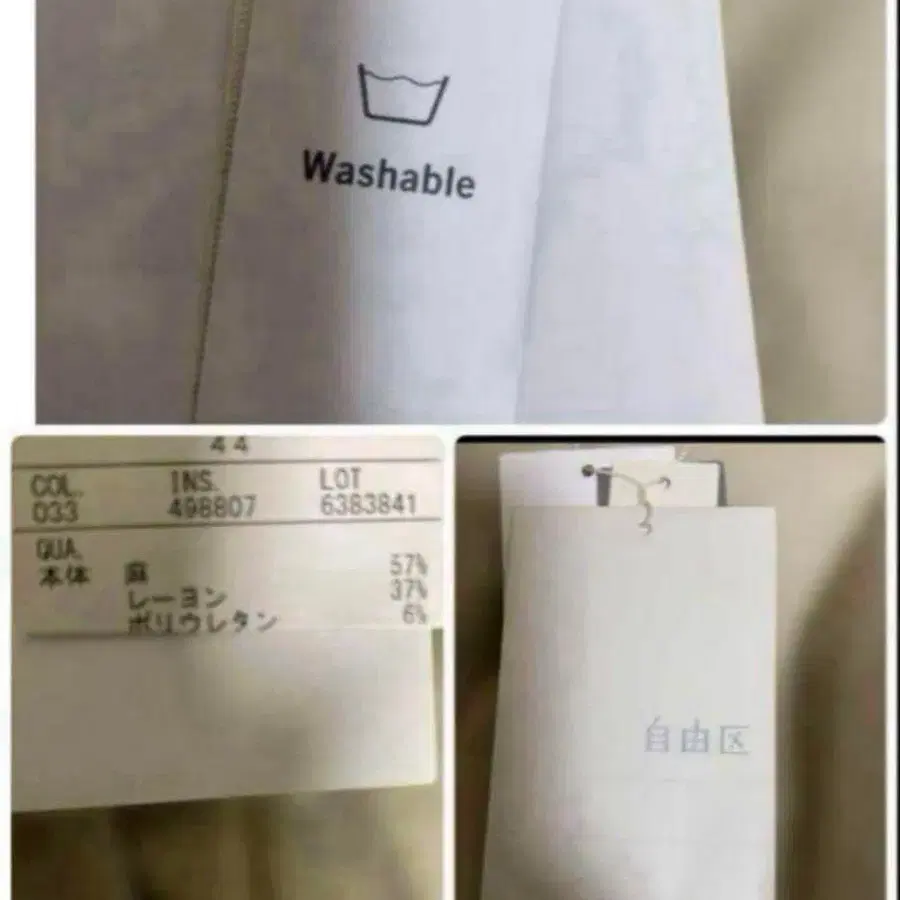 Washable
44
COL. INS. LOT
033 498807 6383841
QUA.
本体 麻 57%
レーヨン 37%
ポリウレタン 6%
自由区